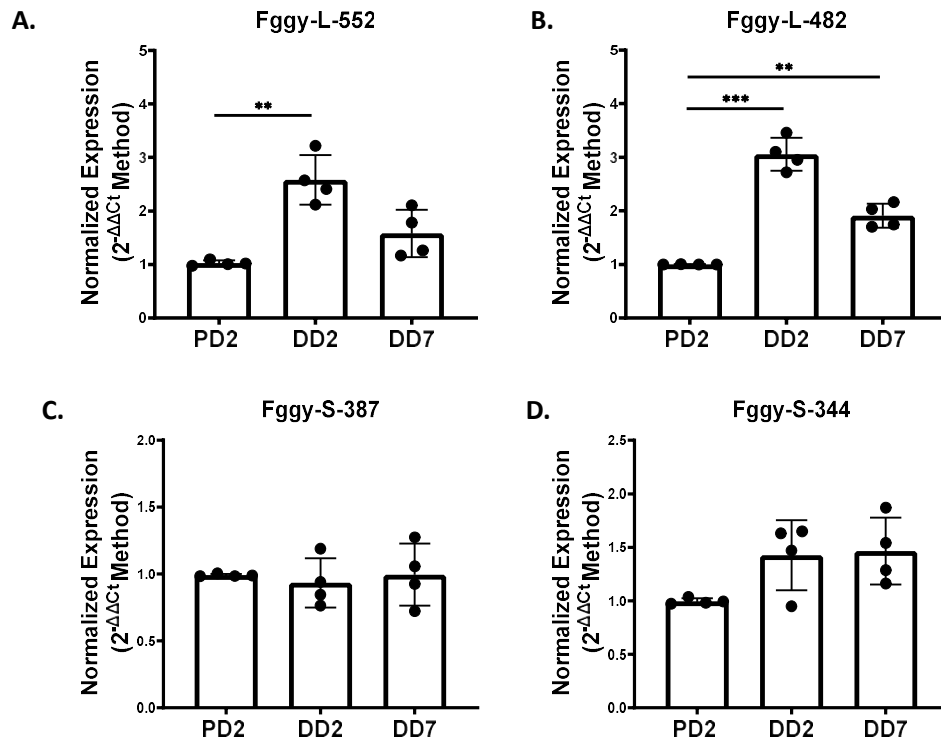 A.
Fggy-L-552
Normalized Expression
(2-ΔΔCt Method)
5
4
3
2
1
0
**
PD2 DD2 DD7
B.
Fggy-L-482
Normalized Expression
(2-ΔΔCt Method)
5
4
3
2
1
0
**
***
PD2 DD2 DD7
C.
Fggy-S-387
Normalized Expression
(2-ΔΔCt Method)
2.0
1.5
1.0
0.5
0.0
PD2 DD2 DD7
D.
Fggy-S-344
Normalized Expression
(2-ΔΔCt Method)
2.5
2.0
1.5
1.0
0.5
0.0
PD2 DD2 DD7